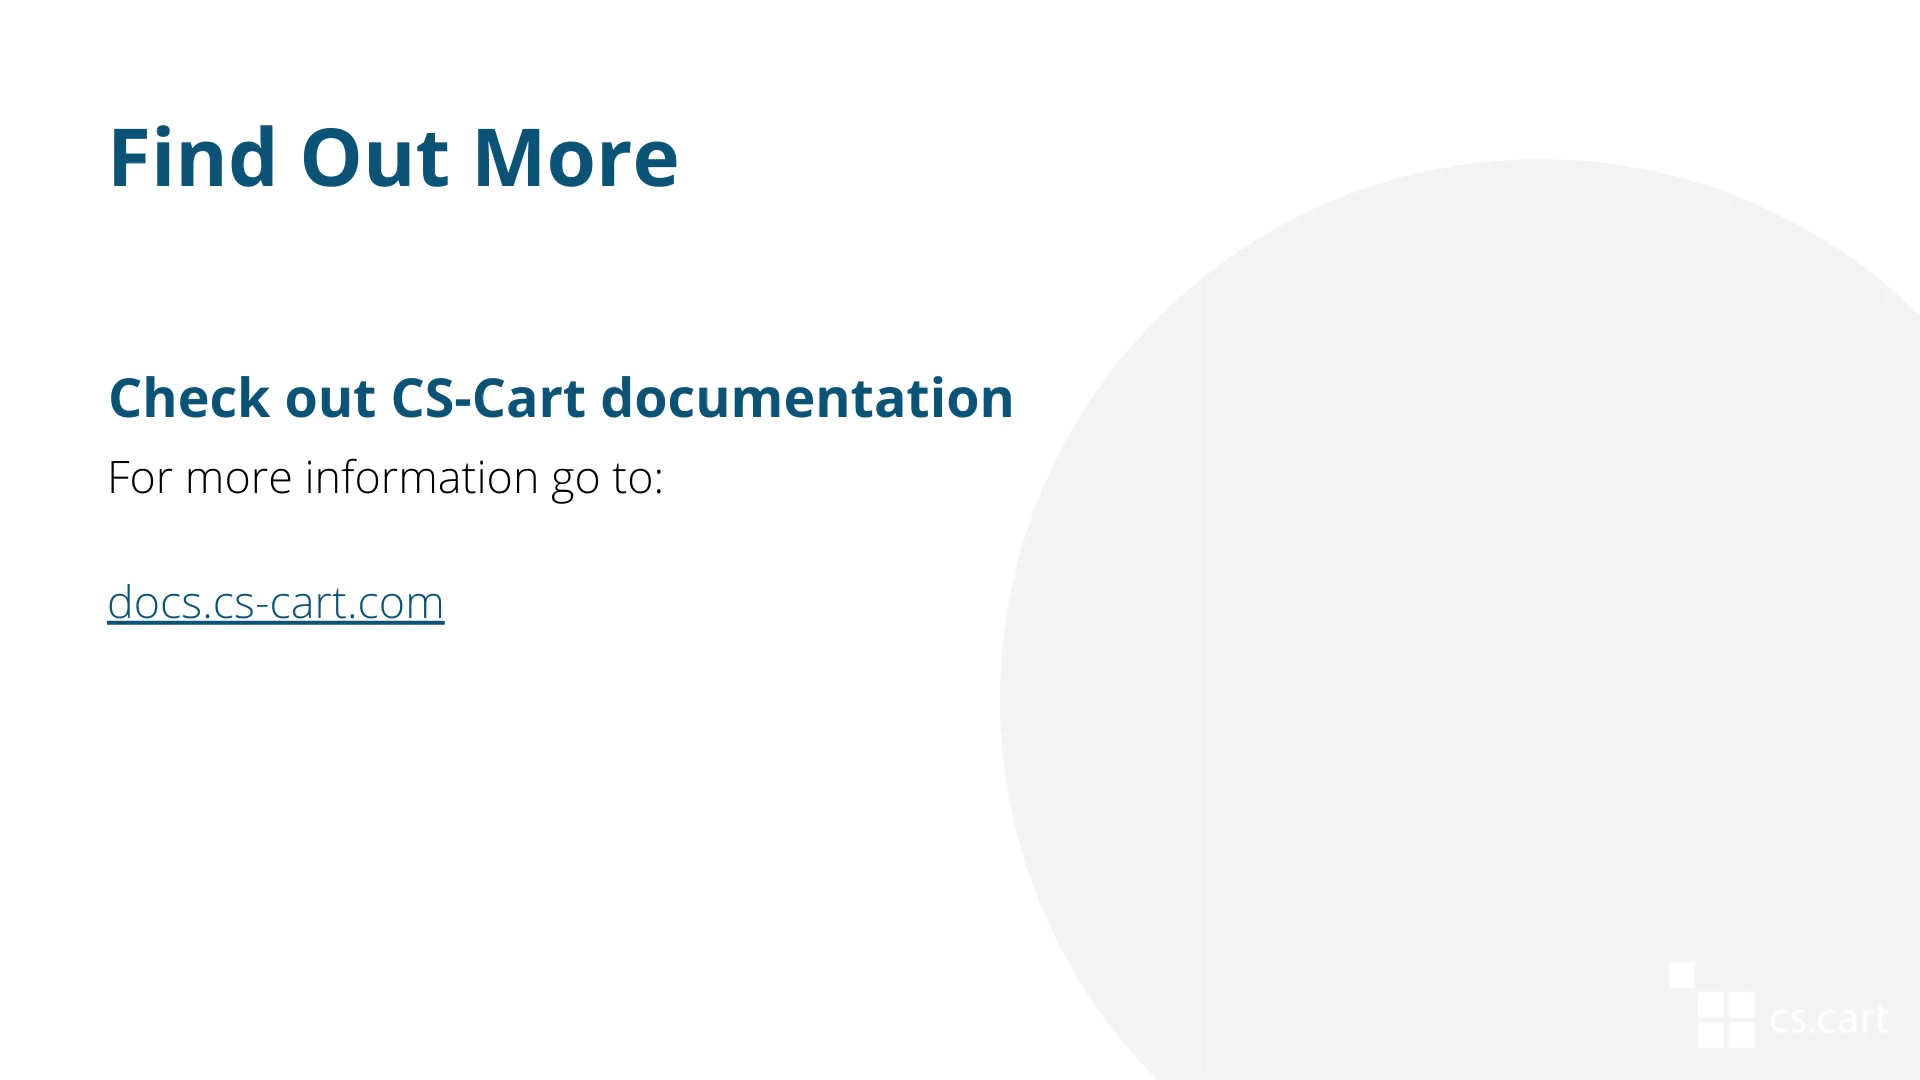 Find Out More
Check out CS-Cart documentation
For more information go to:
docs.cs-cart.com
cs.cart